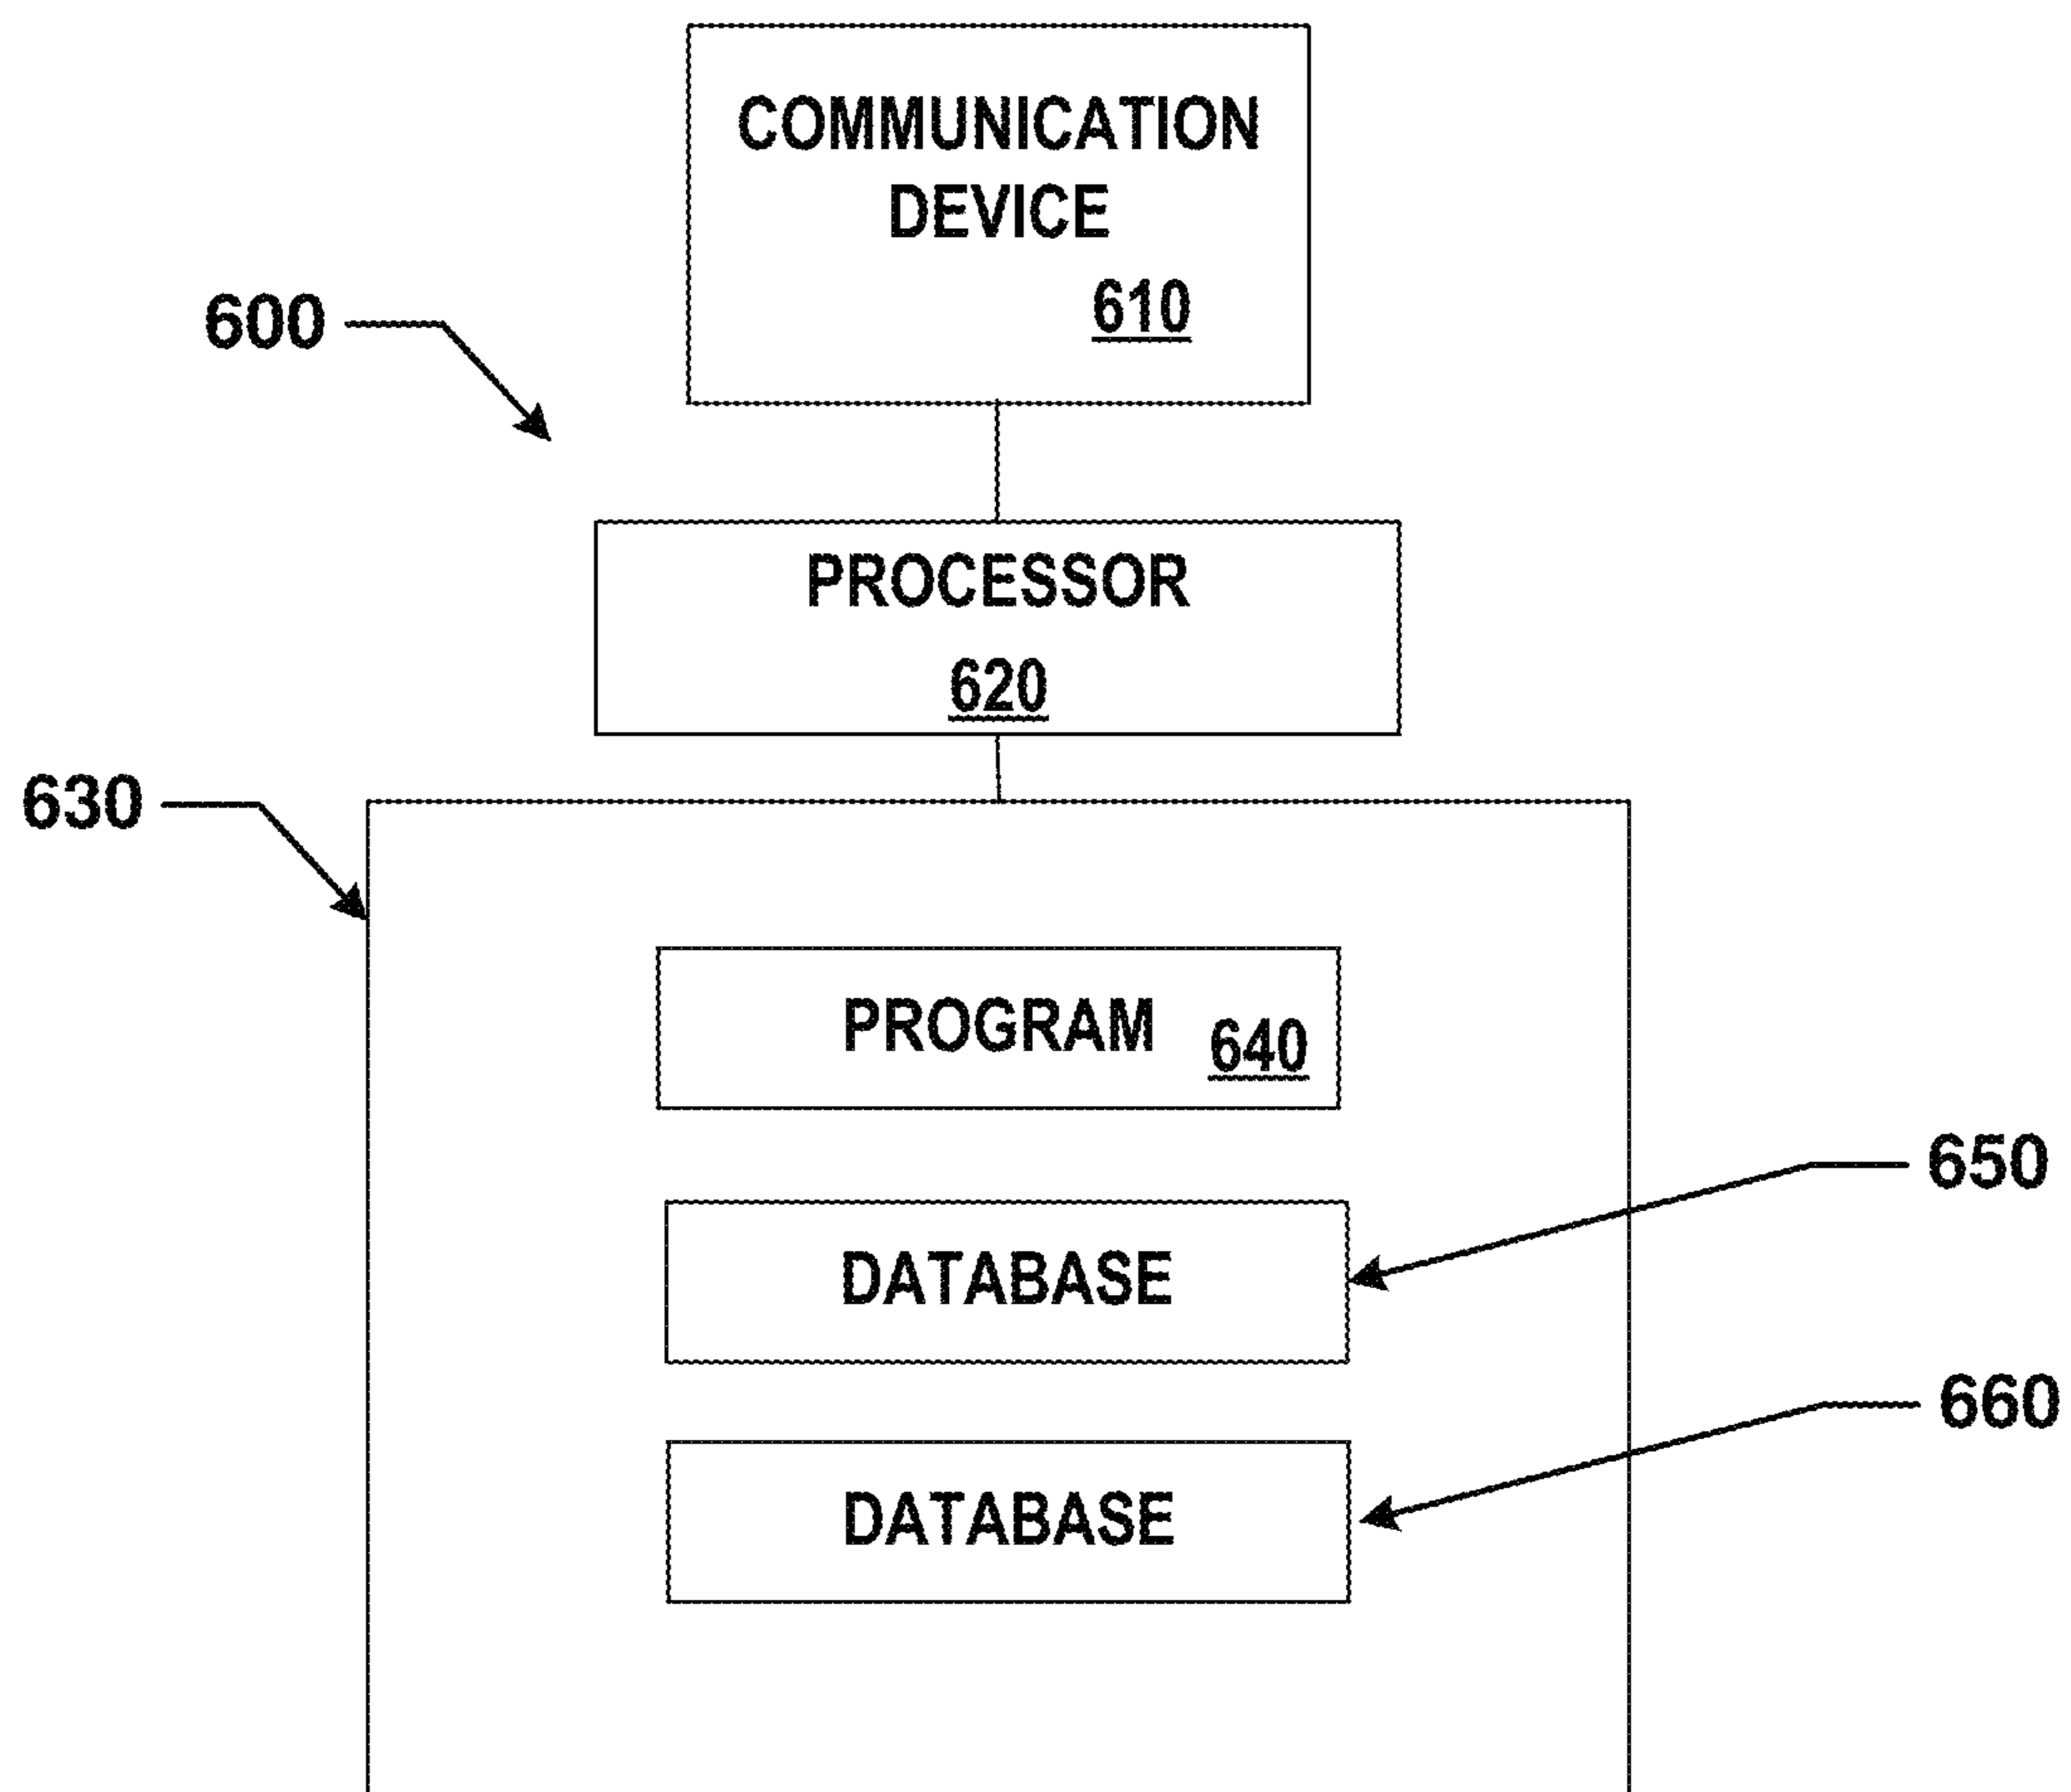 COMMUNICATION
DEVICE
610
600
PROCESSOR
620
630
PROGRAM 640
650
DATABASE
660
DATABASE